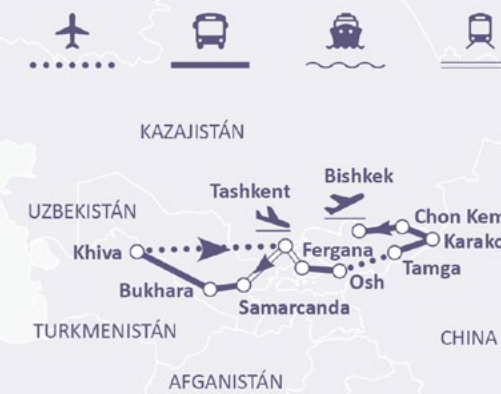 KAZAJISTÁN
Bishkek
Tashkent
UZBEKISTÁN
Chon Kem
Khiva
Fergana
Karako
Tamga
Osh
Bukhara
Samarcanda
TURKMENISTÁN
CHINA
AFGANISTÁN